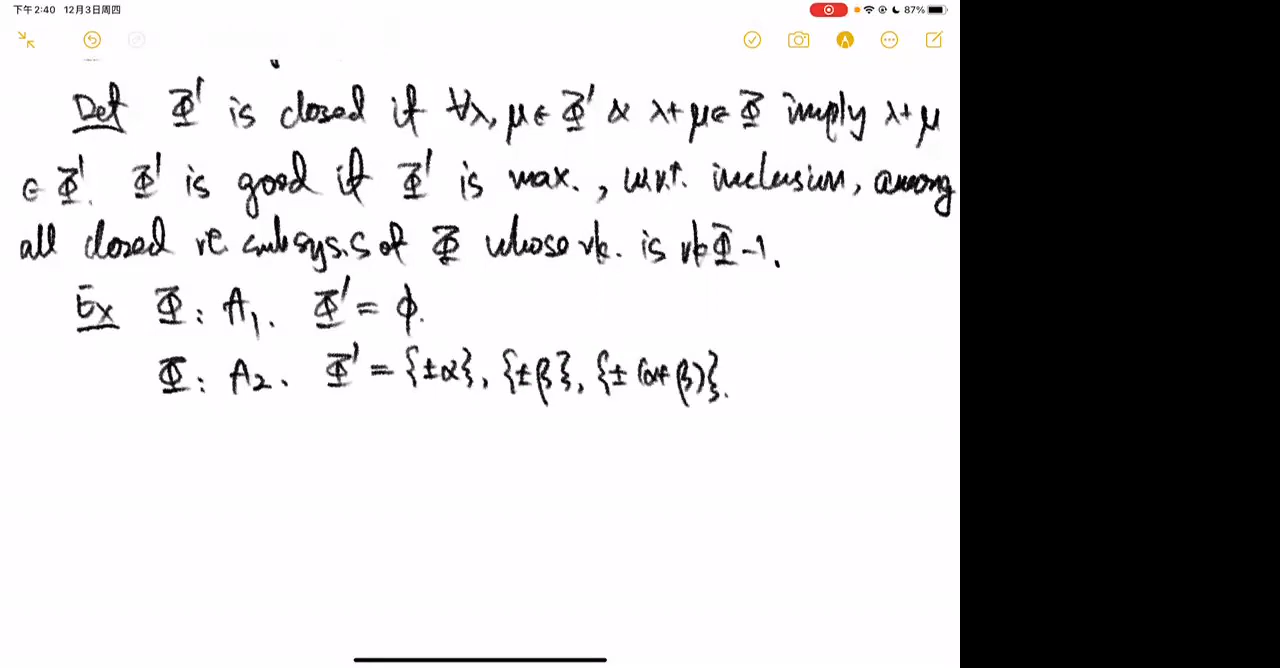 下午2:40 12月3日周四
87%
Def Φ' is closed if ∀λ, μ ∈ Φ' & λ+μ ∈ Φ imply λ+μ
∈ Φ'. Φ' is good if Φ' is max., w.r.t. inclusion, among
all closed rt. subsys.s of Φ whose rk. is rkΦ-1.
Ex Φ: A₁. Φ' = ϕ.
Φ: A₂. Φ' = {±α}, {±β}, {±(α+β)}.